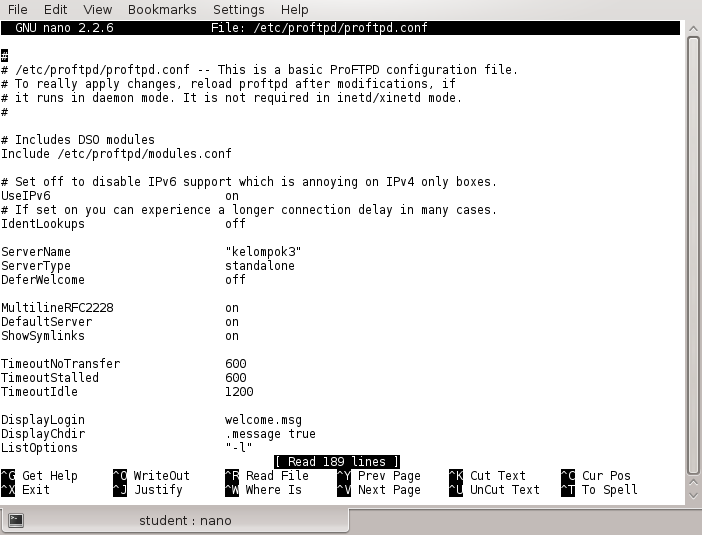 File Edit View Bookmarks Settings Help
GNU nano 2.2.6 File: /etc/proftpd/proftpd.conf
#
# /etc/proftpd/proftpd.conf -- This is a basic ProFTPD configuration file.
# To really apply changes, reload proftpd after modifications, if
# it runs in daemon mode. It is not required in inetd/xinetd mode.
#
# Includes DSO modules
Include /etc/proftpd/modules.conf
# Set off to disable IPv6 support which is annoying on IPv4 only boxes.
UseIPv6 on
# If set on you can experience a longer connection delay in many cases.
IdentLookups off
ServerName "kelompok3"
ServerType standalone
DeferWelcome off
MultilineRFC2228 on
DefaultServer on
ShowSymlinks on
TimeoutNoTransfer 600
TimeoutStalled 600
TimeoutIdle 1200
DisplayLogin welcome.msg
DisplayChdir .message true
ListOptions "-l"
[ Read 189 lines ]
^G Get Help ^O WriteOut ^R Read File ^Y Prev Page ^K Cut Text ^C Cur Pos
^X Exit ^J Justify ^W Where Is ^V Next Page ^U UnCut Text ^T To Spell
student : nano